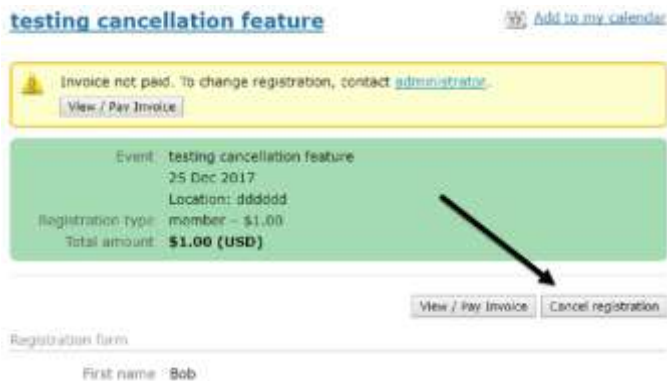 testing cancellation feature
Add to my calendar
Invoice not paid. To change registration, contact administrator.
View / Pay Invoice
Event testing cancellation feature
25 Dec 2017
Location: dddddd
Registration type member – $1.00
Total amount $1.00 (USD)
View / Pay Invoice Cancel registration
Registration form
First name Bob